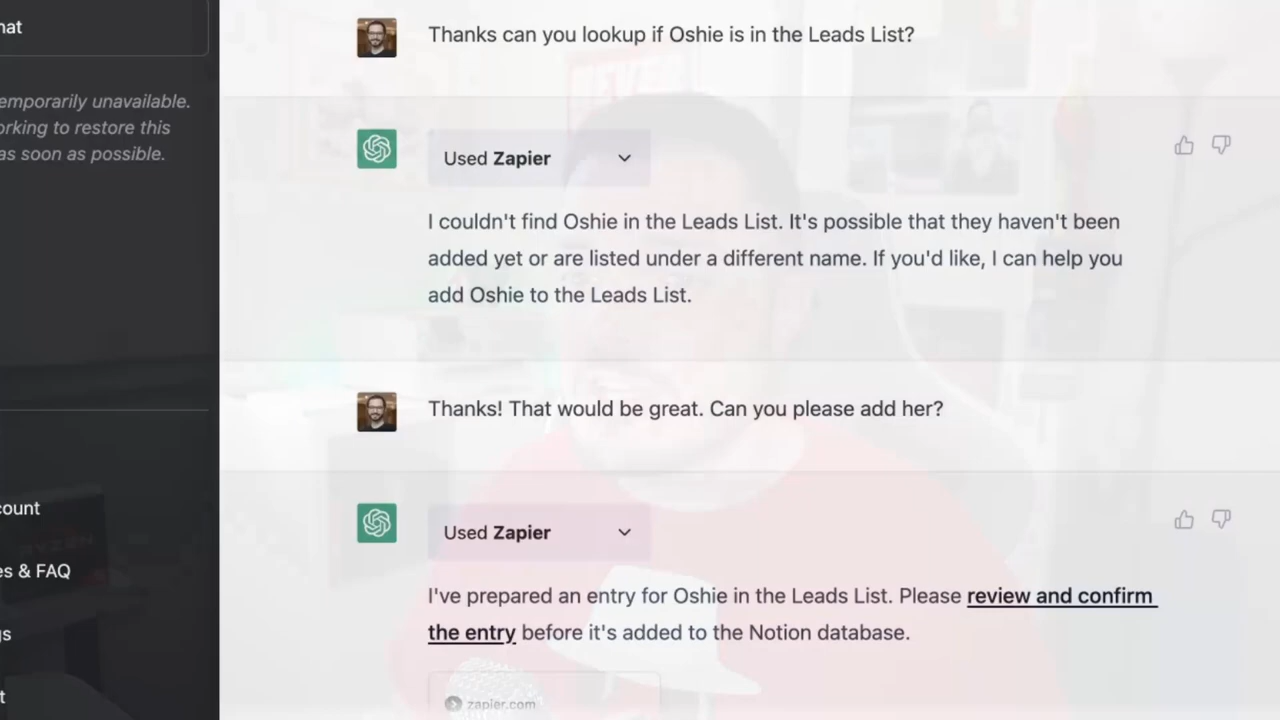 nat
Thanks can you lookup if Oshie is in the Leads List?
emporarily unavailable.
orking to restore this
as soon as possible.
Used Zapier
I couldn't find Oshie in the Leads List. It's possible that they haven't been
added yet or are listed under a different name. If you'd like, I can help you
add Oshie to the Leads List.
Thanks! That would be great. Can you please add her?
count
Used Zapier
RYZEN
es & FAQ
I've prepared an entry for Oshie in the Leads List. Please review and confirm
gs
the entry before it's added to the Notion database.
t
zapier.com